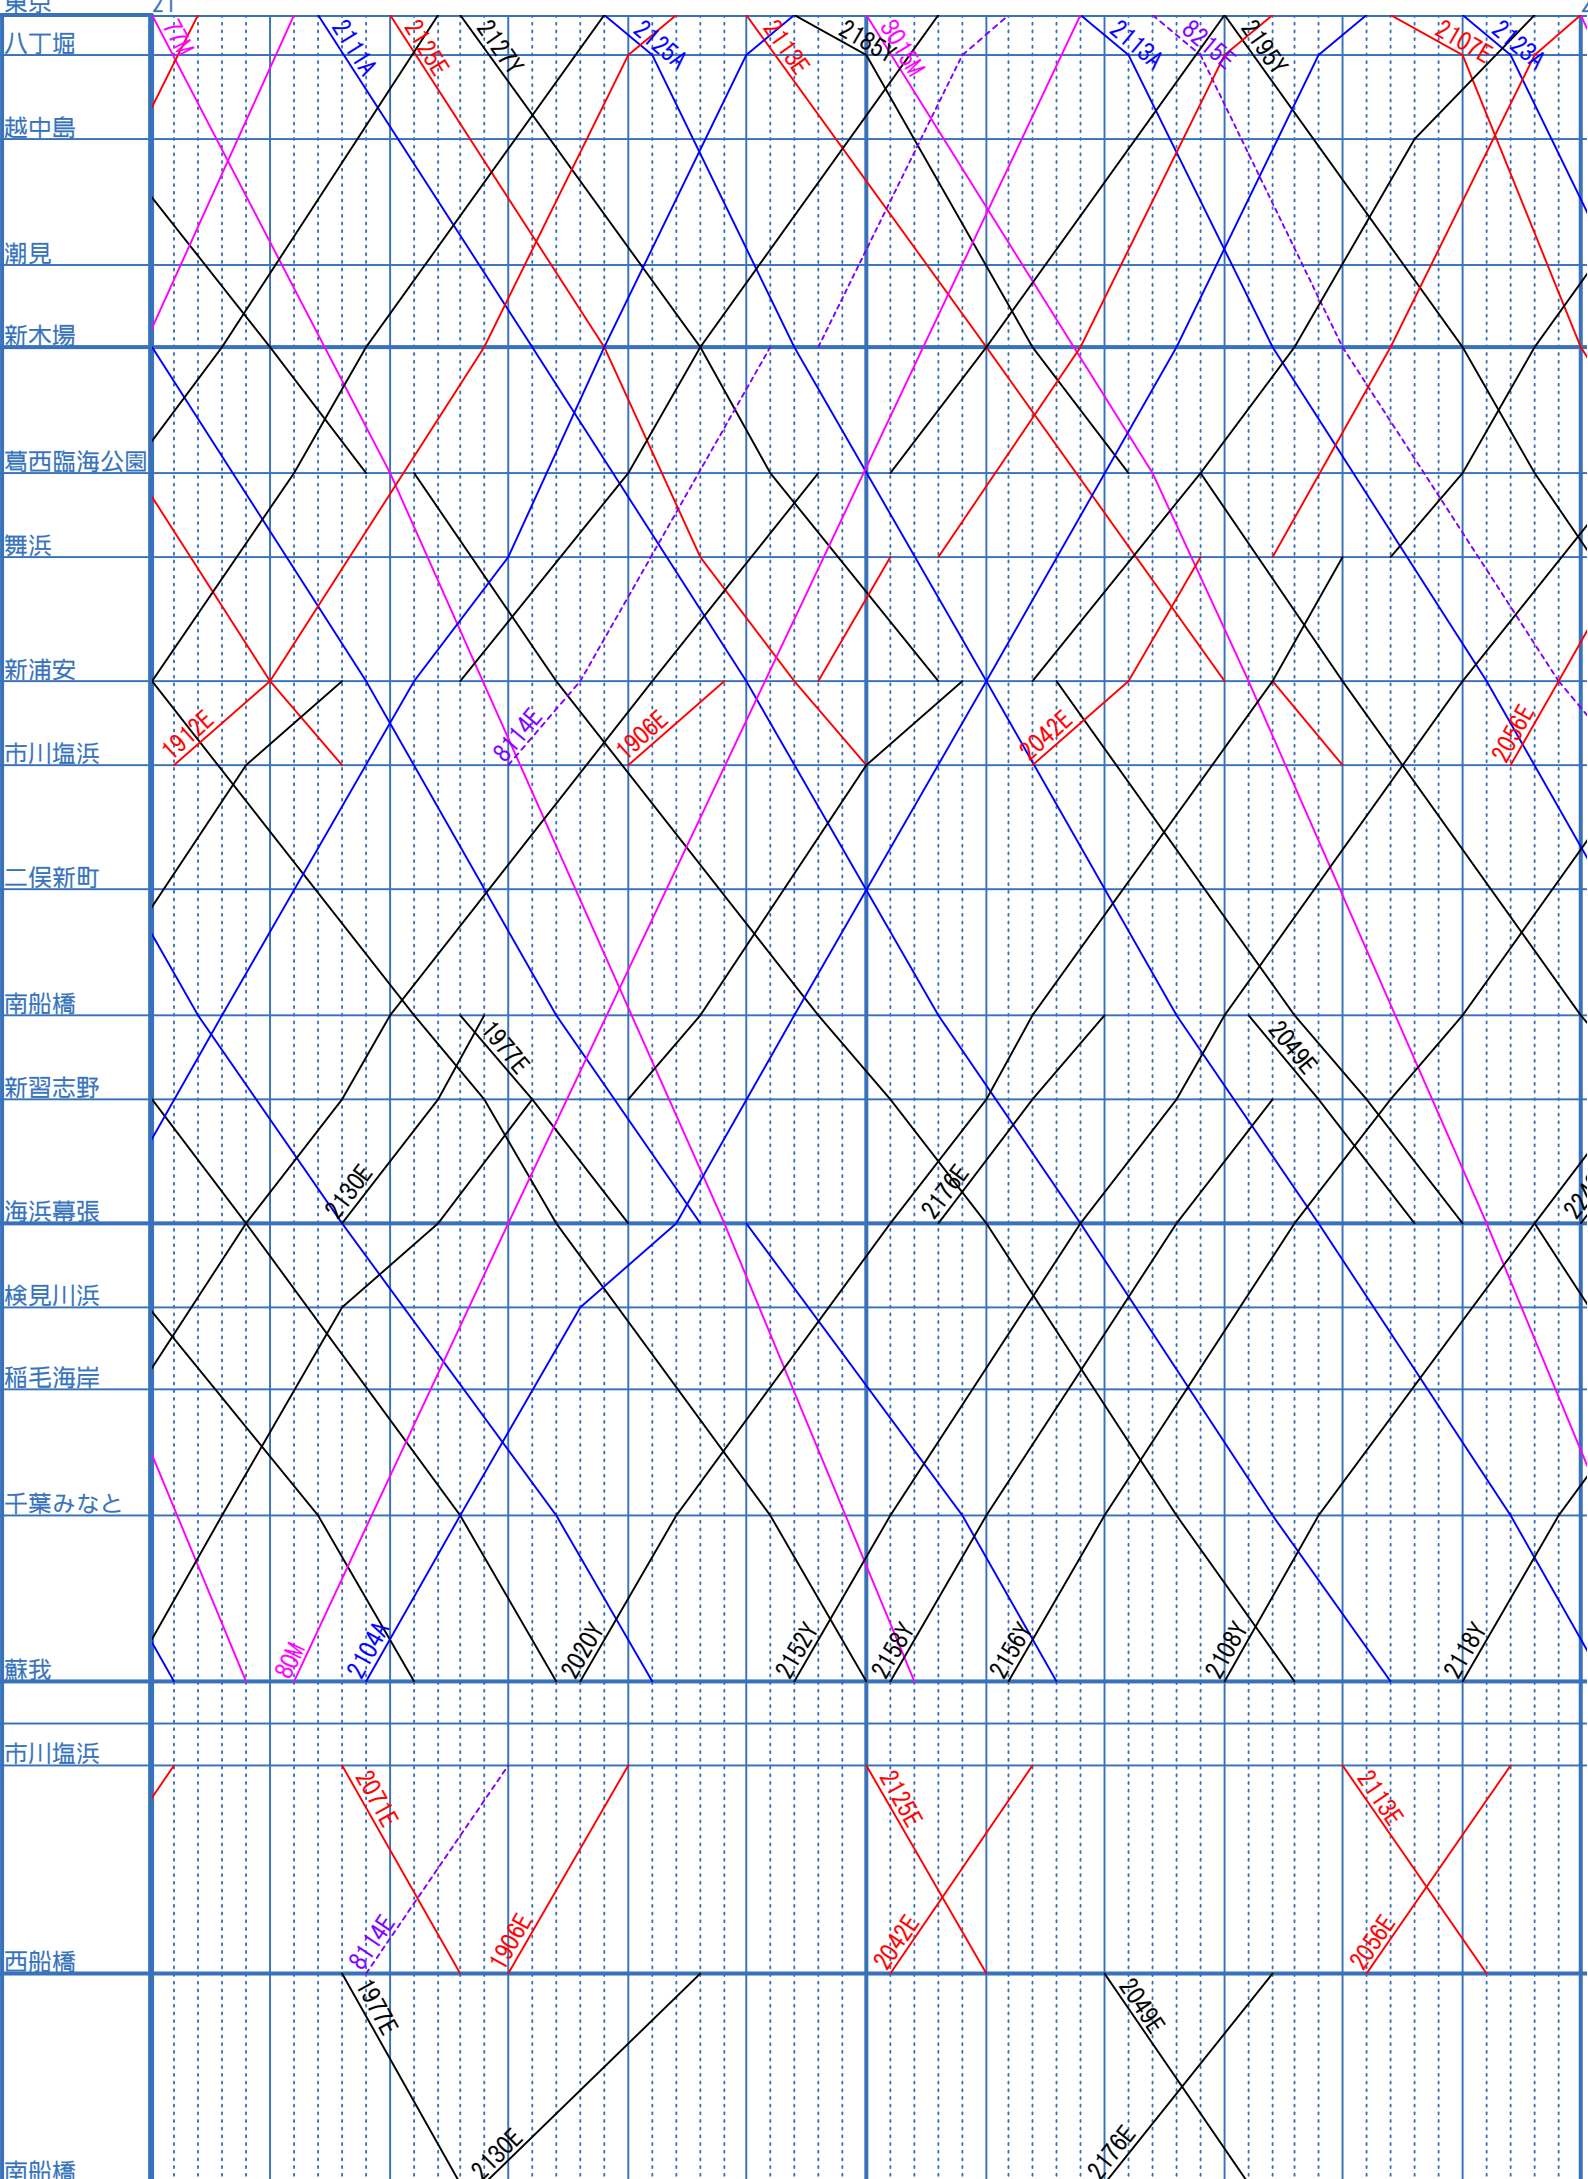 東京
21
77M
2111A
2125E
2127Y
2125A
2113E
2185Y
3015M
2113A
8215E
2195Y
2107E
2123A
八丁堀
越中島
潮見
新木場
葛西臨海公園
舞浜
新浦安
1912E
8114E
1906E
2042E
2056E
市川塩浜
二俣新町
南船橋
1977E
2049E
新習志野
2130E
2176E
海浜幕張
検見川浜
稲毛海岸
千葉みなと
80M
2104A
2020Y
2152Y
2158Y
2156Y
2108Y
2118Y
蘇我
市川塩浜
2071E
2125E
2113E
8114E
1906E
2042E
2056E
西船橋
1977E
2049E
2130E
2176E
南船橋